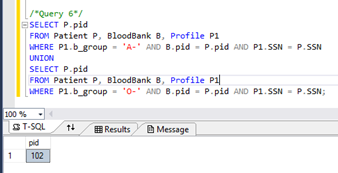 /*Query 6*/
SELECT P.pid
FROM Patient P, BloodBank B, Profile P1
WHERE P1.b_group = 'A-' AND B.pid = P.pid AND P1.SSN = P.SSN
UNION
SELECT P.pid
FROM Patient P, BloodBank B, Profile P1
WHERE P1.b_group = 'O-' AND B.pid = P.pid AND P1.SSN = P.SSN;
100 %
T-SQL Results Message
pid
1 102